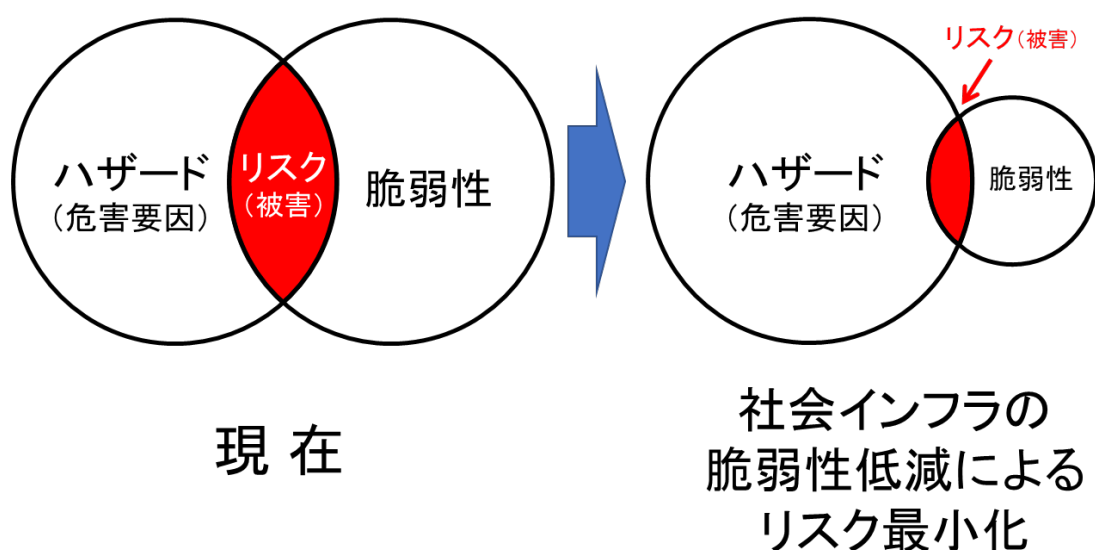 ハザード
(危害要因)
リスク
(被害)
脆弱性
現 在
リスク(被害)
ハザード
(危害要因)
脆弱性
社会インフラの
脆弱性低減による
リスク最小化